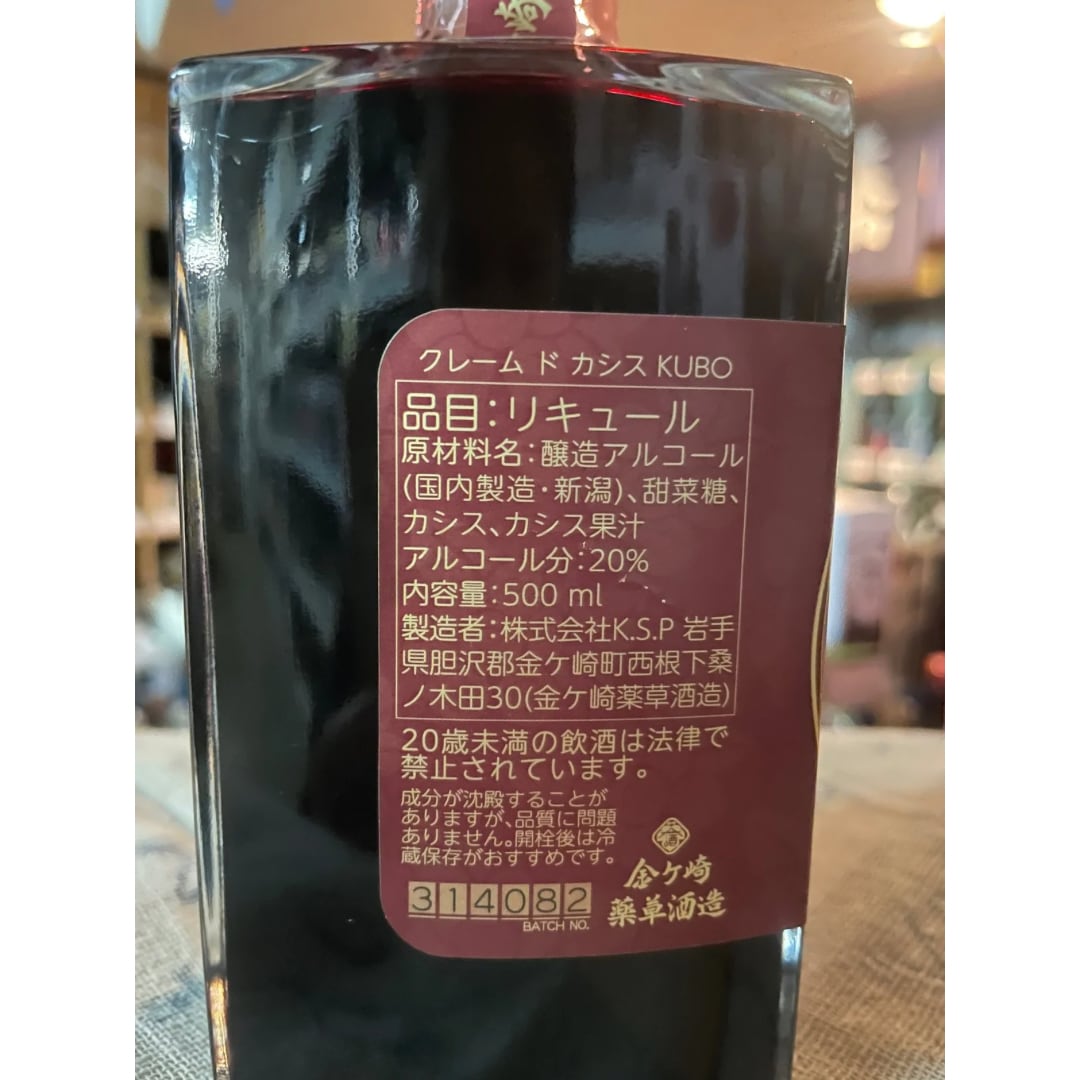 崎
クレーム ド カシス KUBO
品目:リキュール
原材料名:醸造アルコール
(国内製造・新潟)、甜菜糖、
カシス、カシス果汁
アルコール分:20%
内容量:500 ml
製造者:株式会社K.S.P 岩手
県胆沢郡金ケ崎町西根下桑
ノ木田30(金ケ崎薬草酒造)
20歳未満の飲酒は法律で
禁止されています。
成分が沈殿することが
ありますが、品質に問題
ありません。開栓後は冷
蔵保存がおすすめです。
314082
BATCH NO.
金ケ崎
薬草酒造